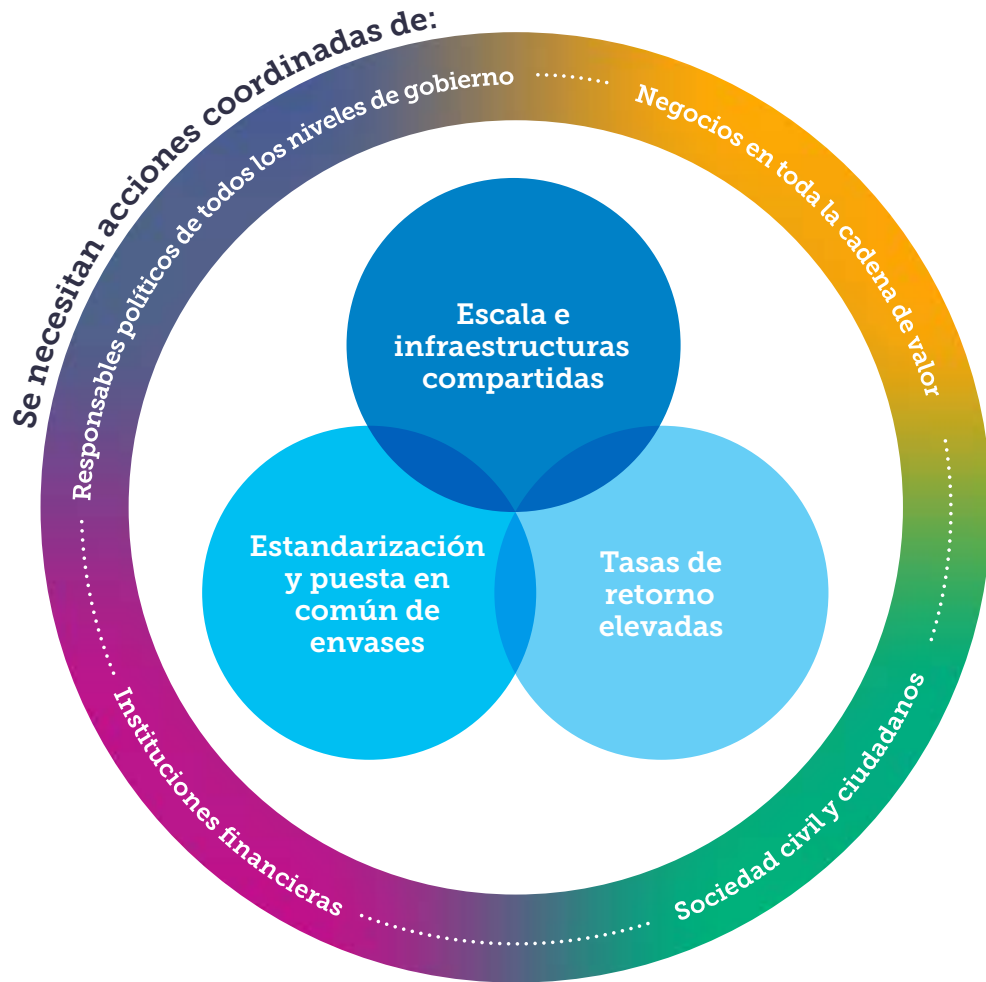 Se necesitan acciones coordinadas de:
Responsables políticos de todos los niveles de gobierno
Negocios en toda la cadena de valor
Escala e
infraestructuras
compartidas
Estandarización
y puesta en
común de
envases
Tasas de
retorno
elevadas
Instituciones financieras
Sociedad civil y ciudadanos